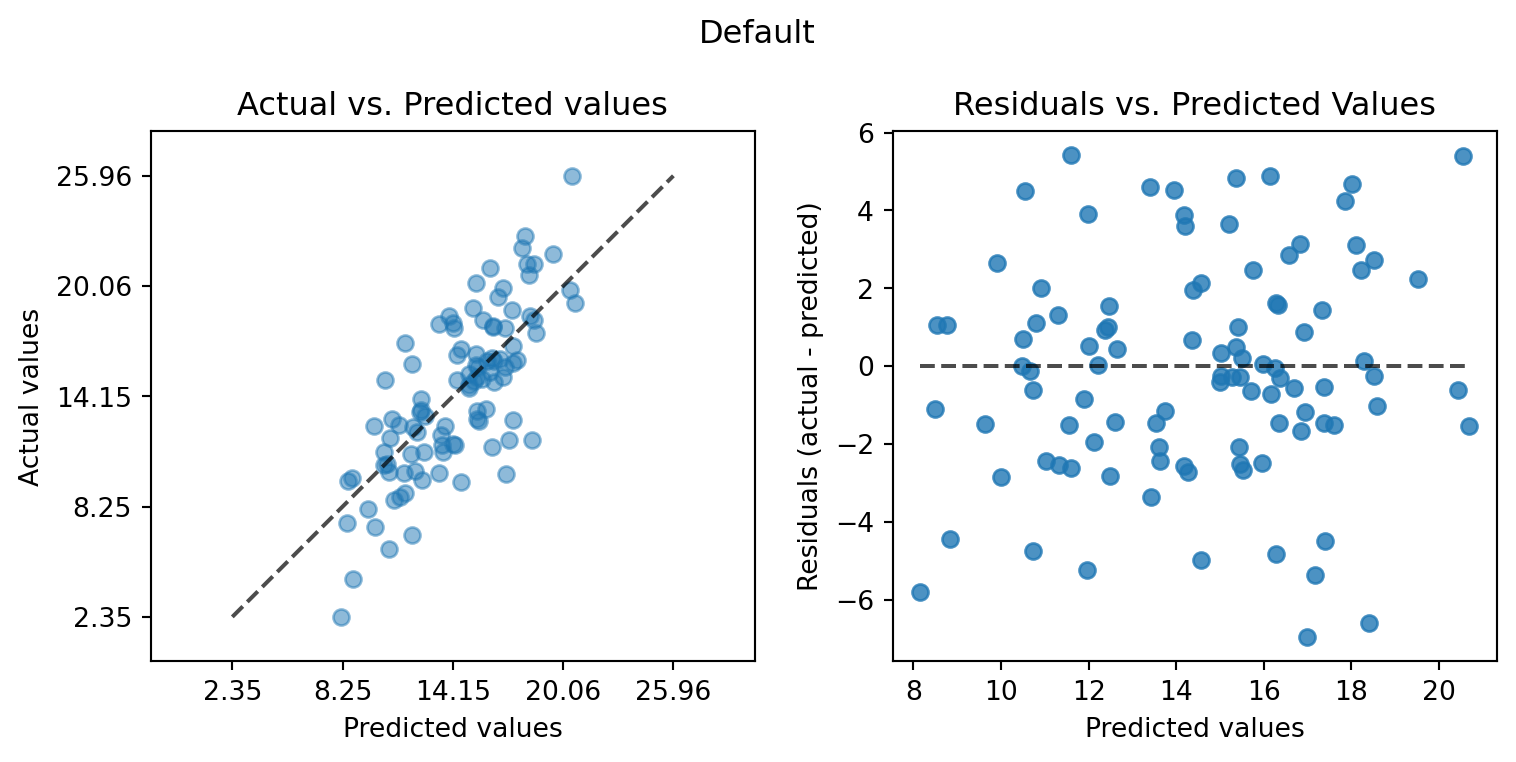 Default
Actual vs. Predicted values
Actual values
25.96
20.06
14.15
8.25
2.35
2.35 8.25 14.15 20.06 25.96
Predicted values
Residuals vs. Predicted Values
Residuals (actual - predicted)
6
4
2
0
−2
−4
−6
8 10 12 14 16 18 20
Predicted values